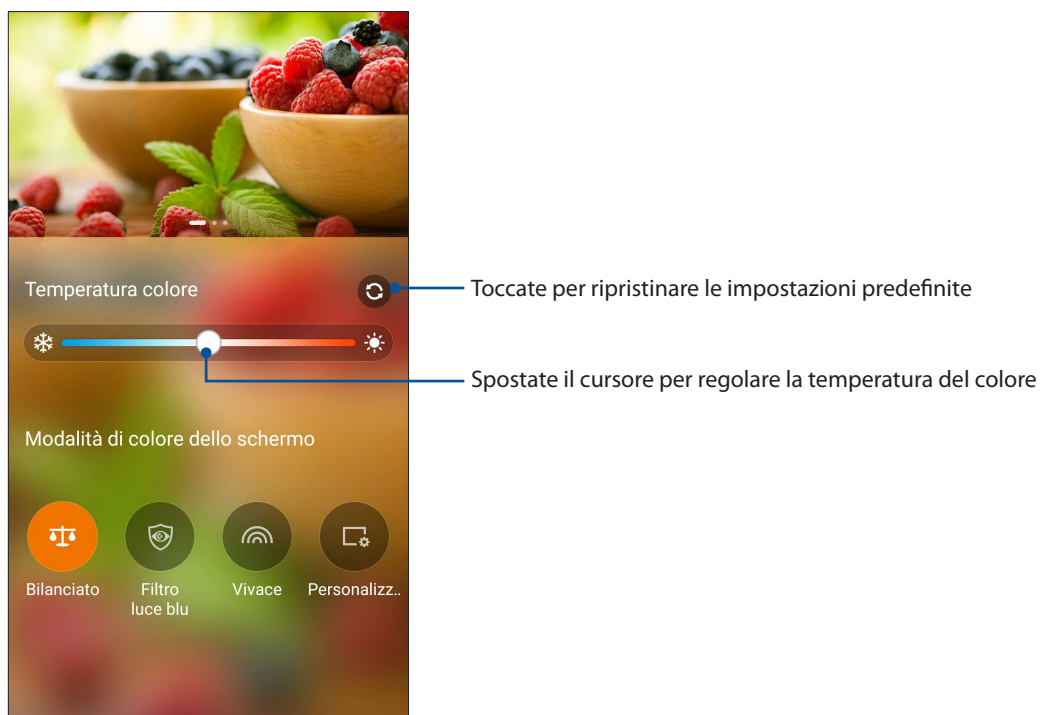 Temperatura colore
Toccate per ripristinare le impostazioni predefinite
Spostate il cursore per regolare la temperatura del colore
Modalità di colore dello schermo
Bilanciato
Filtro
luce blu
Vivace
Personalizz..